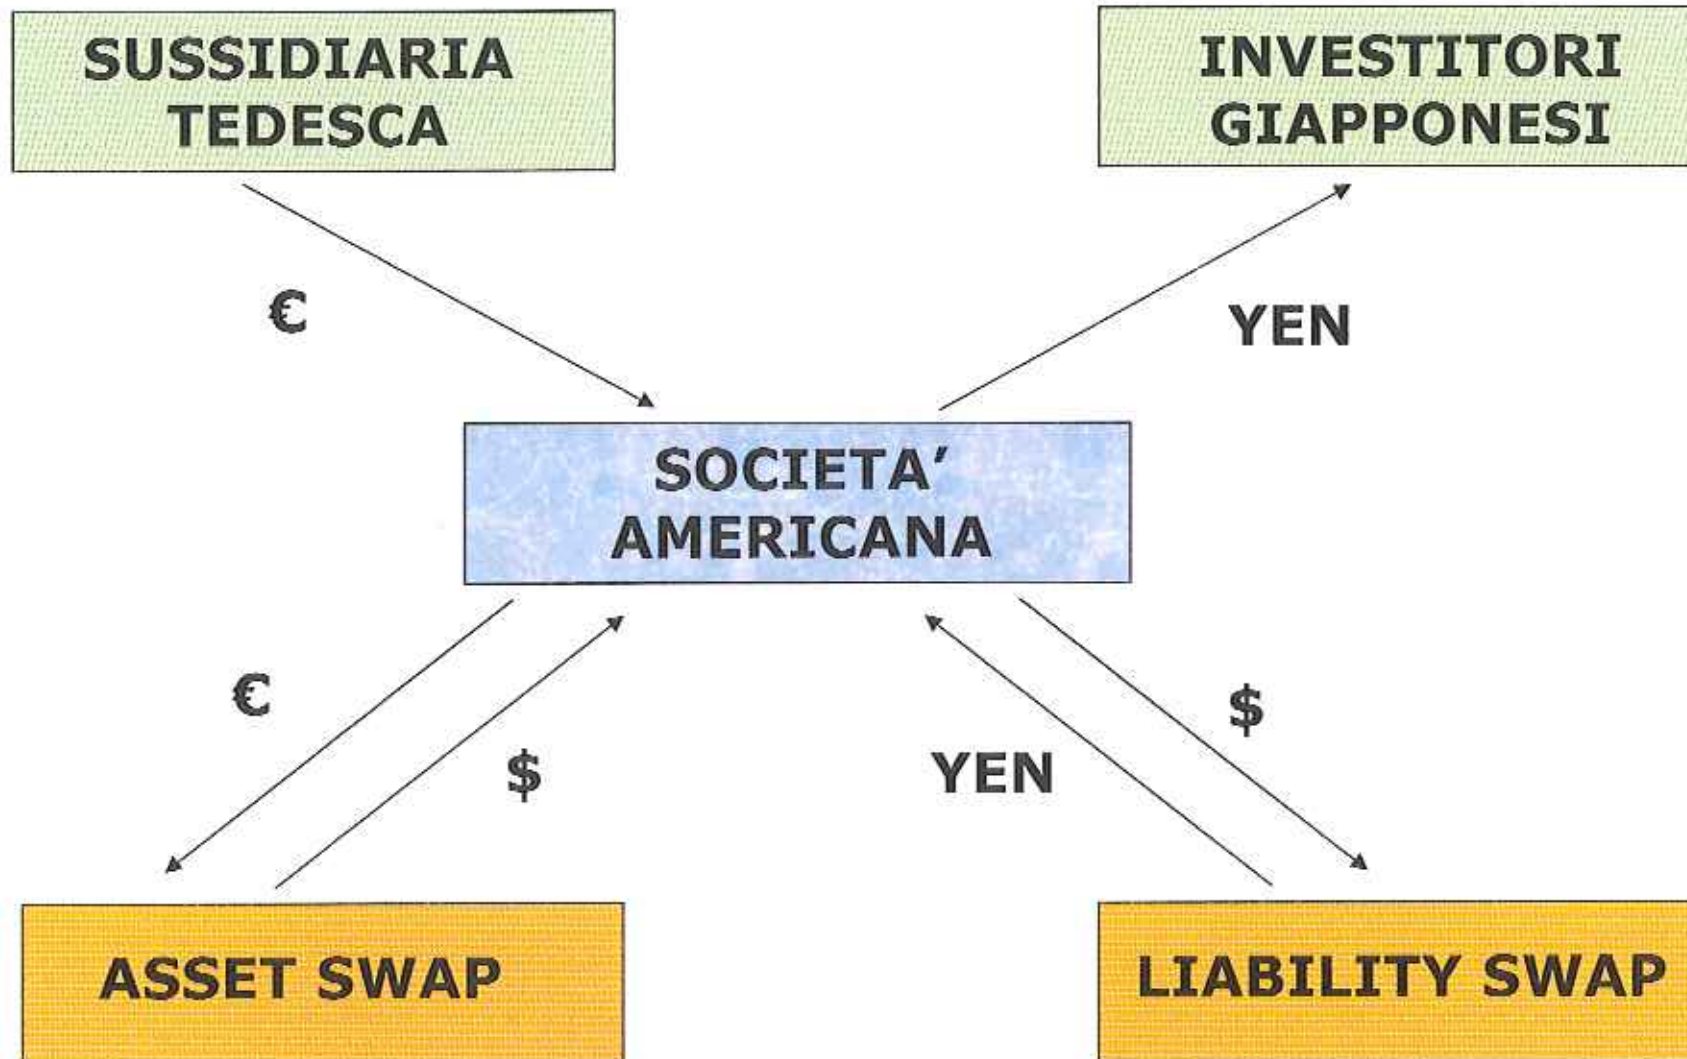 SUSSIDIARIA
TEDESCA
INVESTITORI
GIAPPONESI
€
YEN
SOCIETA’
AMERICANA
€
$
YEN
$
ASSET SWAP
LIABILITY SWAP